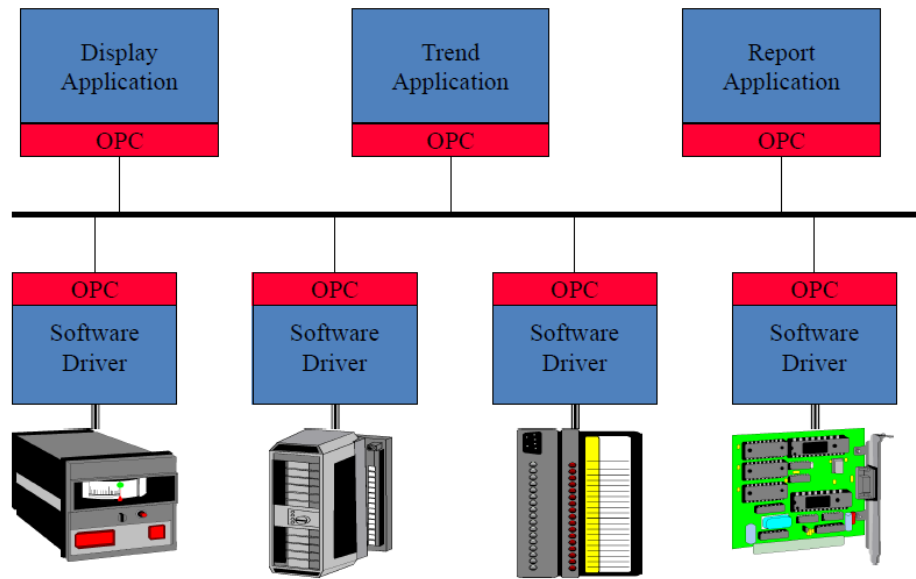 Display
Application
OPC
Trend
Application
OPC
Report
Application
OPC
OPC
Software
Driver
OPC
Software
Driver
OPC
Software
Driver
OPC
Software
Driver